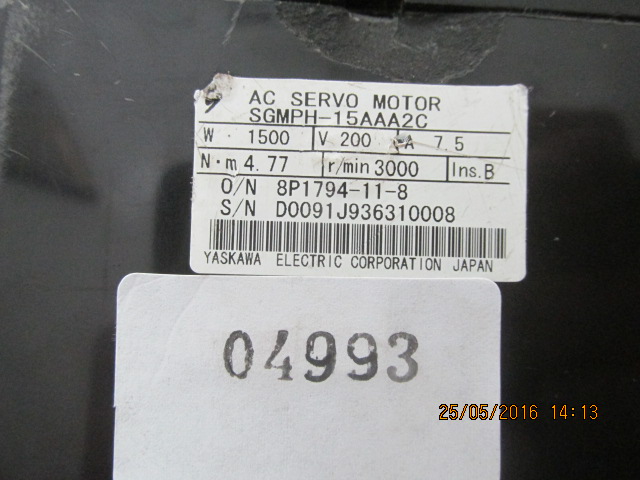 AC SERVO MOTOR
SGMPH-15AAA2C
W 1500 V 200 A 7.5
N·m 4.77 r/min 3000 Ins.B
O/N 8P1794-11-8
S/N D0091J936310008
YASKAWA ELECTRIC CORPORATION JAPAN
04993
25/05/2016 14:13